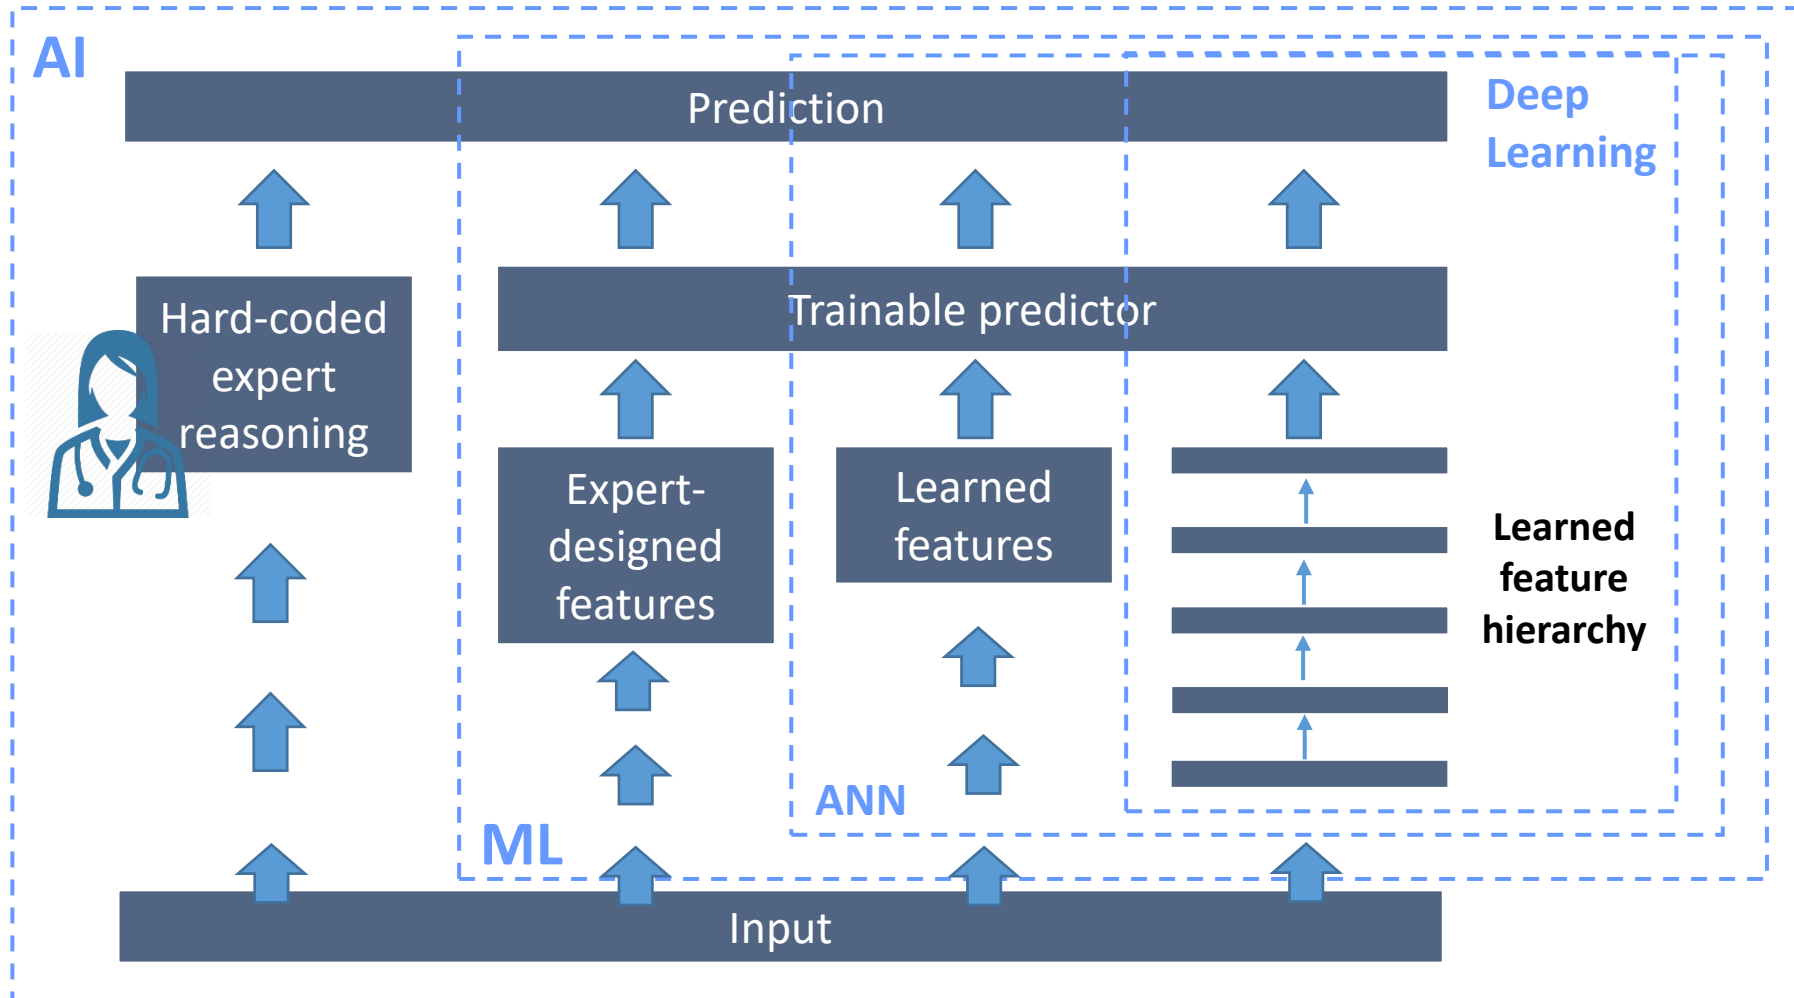 AI
Prediction
Deep
Learning
Hard-coded
expert
reasoning
Trainable predictor
Expert-
designed
features
Learned
features
Learned
feature
hierarchy
ANN
ML
Input